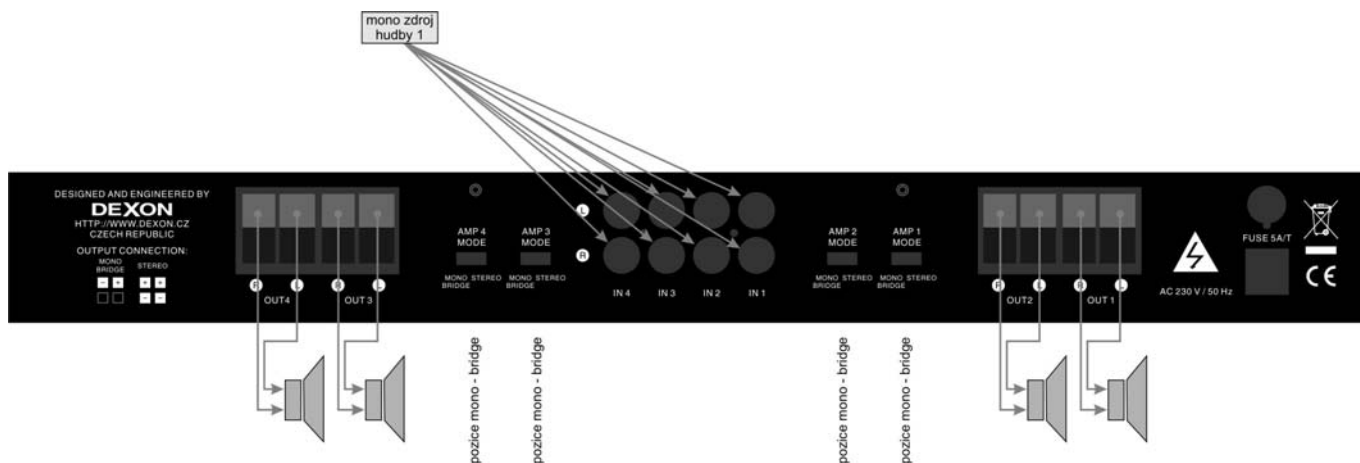 mono zdroj
hudby 1
DESIGNED AND ENGINEERED BY
DEXON
HTTP://WWW.DEXON.CZ
CZECH REPUBLIC
OUTPUT CONNECTION:
MONO
BRIDGE
STEREO
- +
+ +
- -
R L R L
OUT4 OUT 3
AMP 4
MODE
MONO STEREO
BRIDGE
AMP 3
MODE
MONO STEREO
BRIDGE
L
R
IN 4 IN 3 IN 2 IN 1
AMP 2
MODE
MONO STEREO
BRIDGE
AMP 1
MODE
MONO STEREO
BRIDGE
R L R L
OUT2 OUT 1
AC 230 V / 50 Hz
FUSE 5A/T
CE
pozice mono - bridge
pozice mono - bridge
pozice mono - bridge
pozice mono - bridge